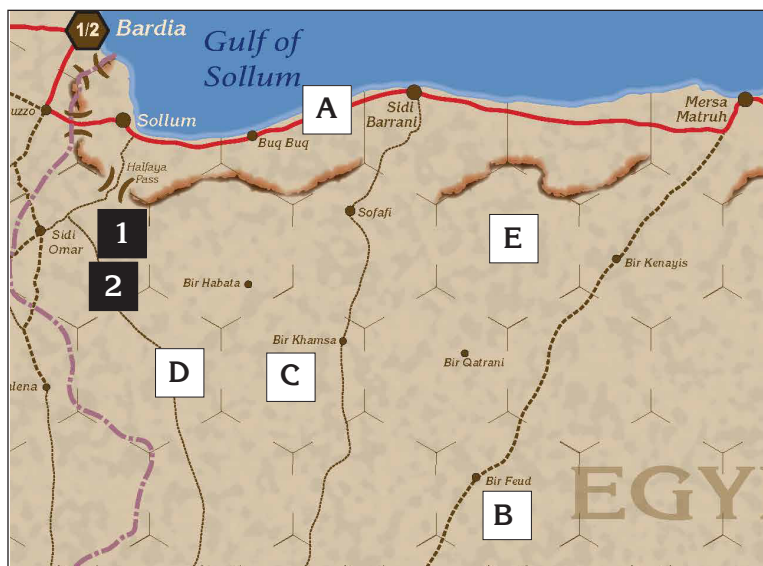 1/2
Bardia
Gulf of
Sollum
uzzo
Sollum
A
Sidi
Barrani
Mersa
Matruh
Buq Buq
Halfaya
Pass
Sofafi
1
E
Sidi
Omar
2
Bir Habata
Bir Kenayis
Bir Khamsa
Bir Qatrani
D
C
alena
Bir Feud
EGY
B